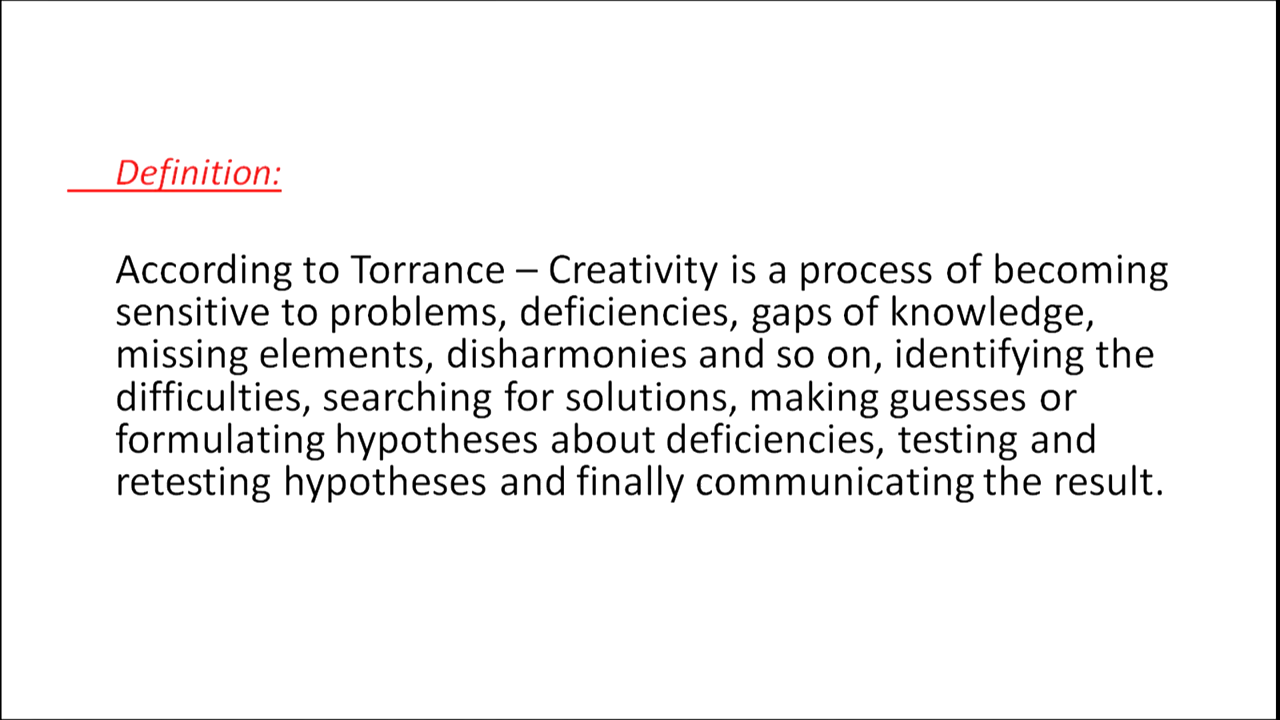 Definition:
According to Torrance – Creativity is a process of becoming
sensitive to problems, deficiencies, gaps of knowledge,
missing elements, disharmonies and so on, identifying the
difficulties, searching for solutions, making guesses or
formulating hypotheses about deficiencies, testing and
retesting hypotheses and finally communicating the result.